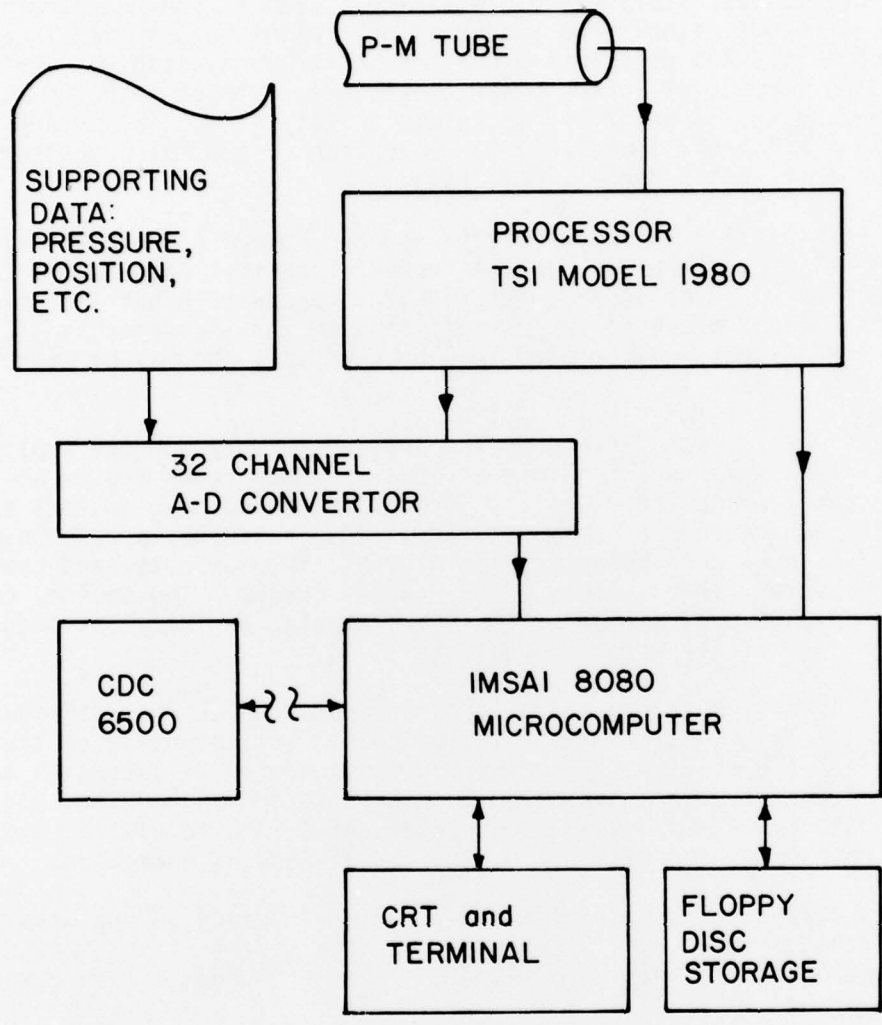 P-M TUBE
SUPPORTING
DATA:
PRESSURE,
POSITION,
ETC.
PROCESSOR
TSI MODEL 1980
32 CHANNEL
A-D CONVERTOR
CDC
6500
IMSAI 8080
MICROCOMPUTER
CRT and
TERMINAL
FLOPPY
DISC
STORAGE